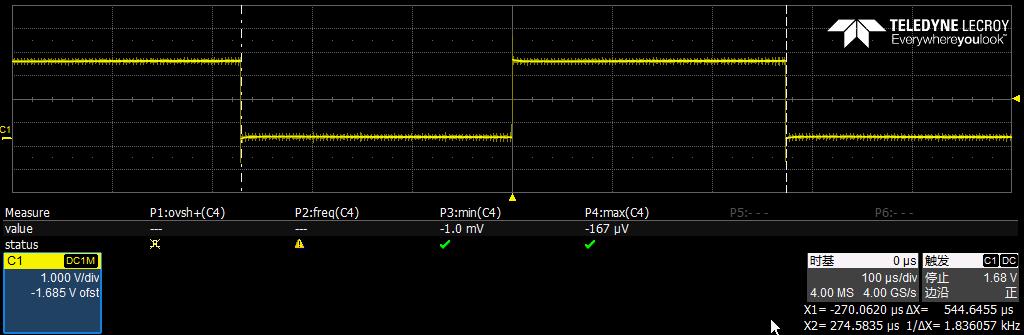 TELEDYNE LECROY
Everywhereyoulook™
C1
Measure P1:ovsh+(C4) P2:freq(C4) P3:min(C4) P4:max(C4) P5:- - - P6:- - -
value --- --- -1.0 mV -167 µV
status
C1 DC1M
1.000 V/div
-1.685 V ofst
时基 0 µs
100 µs/div
4.00 MS 4.00 GS/s
触发 C1 DC
停止 1.68 V
边沿 正
X1= -270.0620 µs ΔX= 544.6455 µs
X2= 274.5835 µs 1/ΔX= 1.836057 kHz